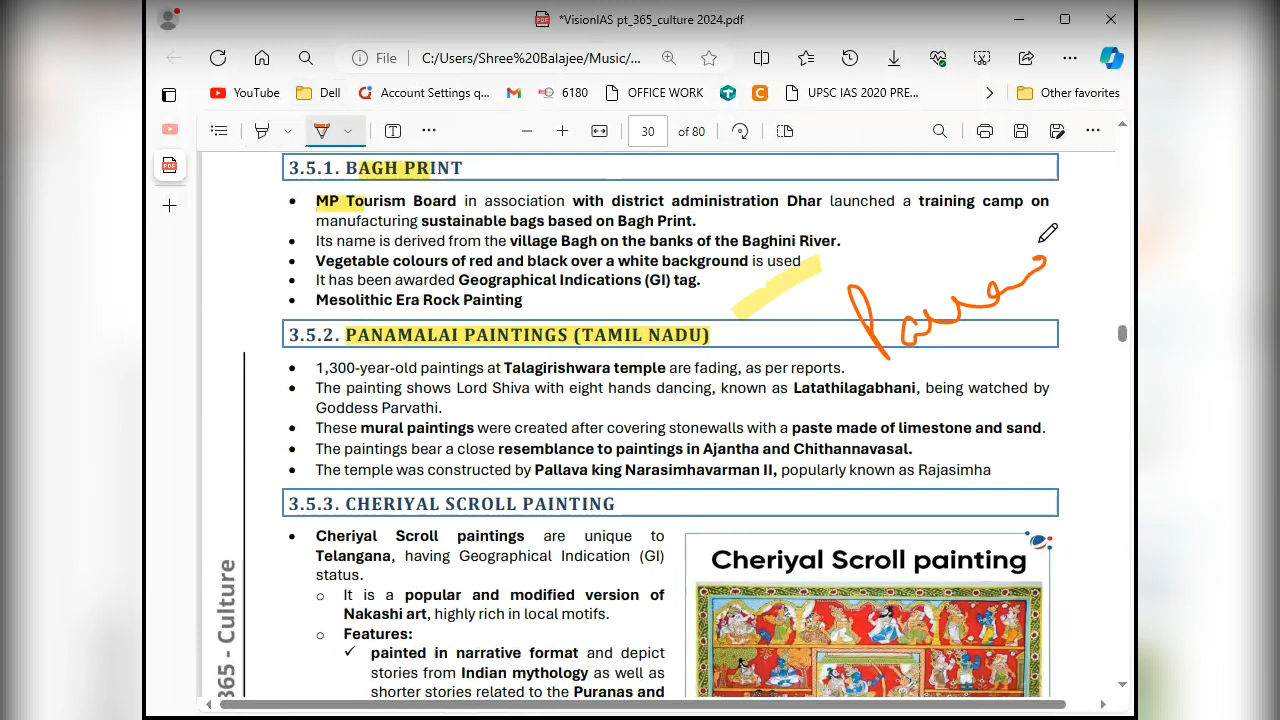 *VisionIAS pt_365_culture 2024.pdf
File C:/Users/Shree%20Balajee/Music/...
YouTube Dell Account Settings q... 6180 OFFICE WORK UPSC IAS 2020 PRE... Other favorites
30 of 80
3.5.1. BAGH PRINT
• MP Tourism Board in association with district administration Dhar launched a training camp on
manufacturing sustainable bags based on Bagh Print.
• Its name is derived from the village Bagh on the banks of the Baghini River.
• Vegetable colours of red and black over a white background is used
• It has been awarded Geographical Indications (GI) tag.
• Mesolithic Era Rock Painting
3.5.2. PANAMALAI PAINTINGS (TAMIL NADU)
• 1,300-year-old paintings at Talagirishwara temple are fading, as per reports.
• The painting shows Lord Shiva with eight hands dancing, known as Latathilagabhani, being watched by
Goddess Parvathi.
• These mural paintings were created after covering stonewalls with a paste made of limestone and sand.
• The paintings bear a close resemblance to paintings in Ajantha and Chithannavasal.
• The temple was constructed by Pallava king Narasimhavarman II, popularly known as Rajasimha
3.5.3. CHERIYAL SCROLL PAINTING
• Cheriyal Scroll paintings are unique to
Telangana, having Geographical Indication (GI)
status.
o It is a popular and modified version of
Nakashi art, highly rich in local motifs.
o Features:
✓ painted in narrative format and depict
stories from Indian mythology as well as
shorter stories related to the Puranas and
Cheriyal Scroll painting
365 - Culture